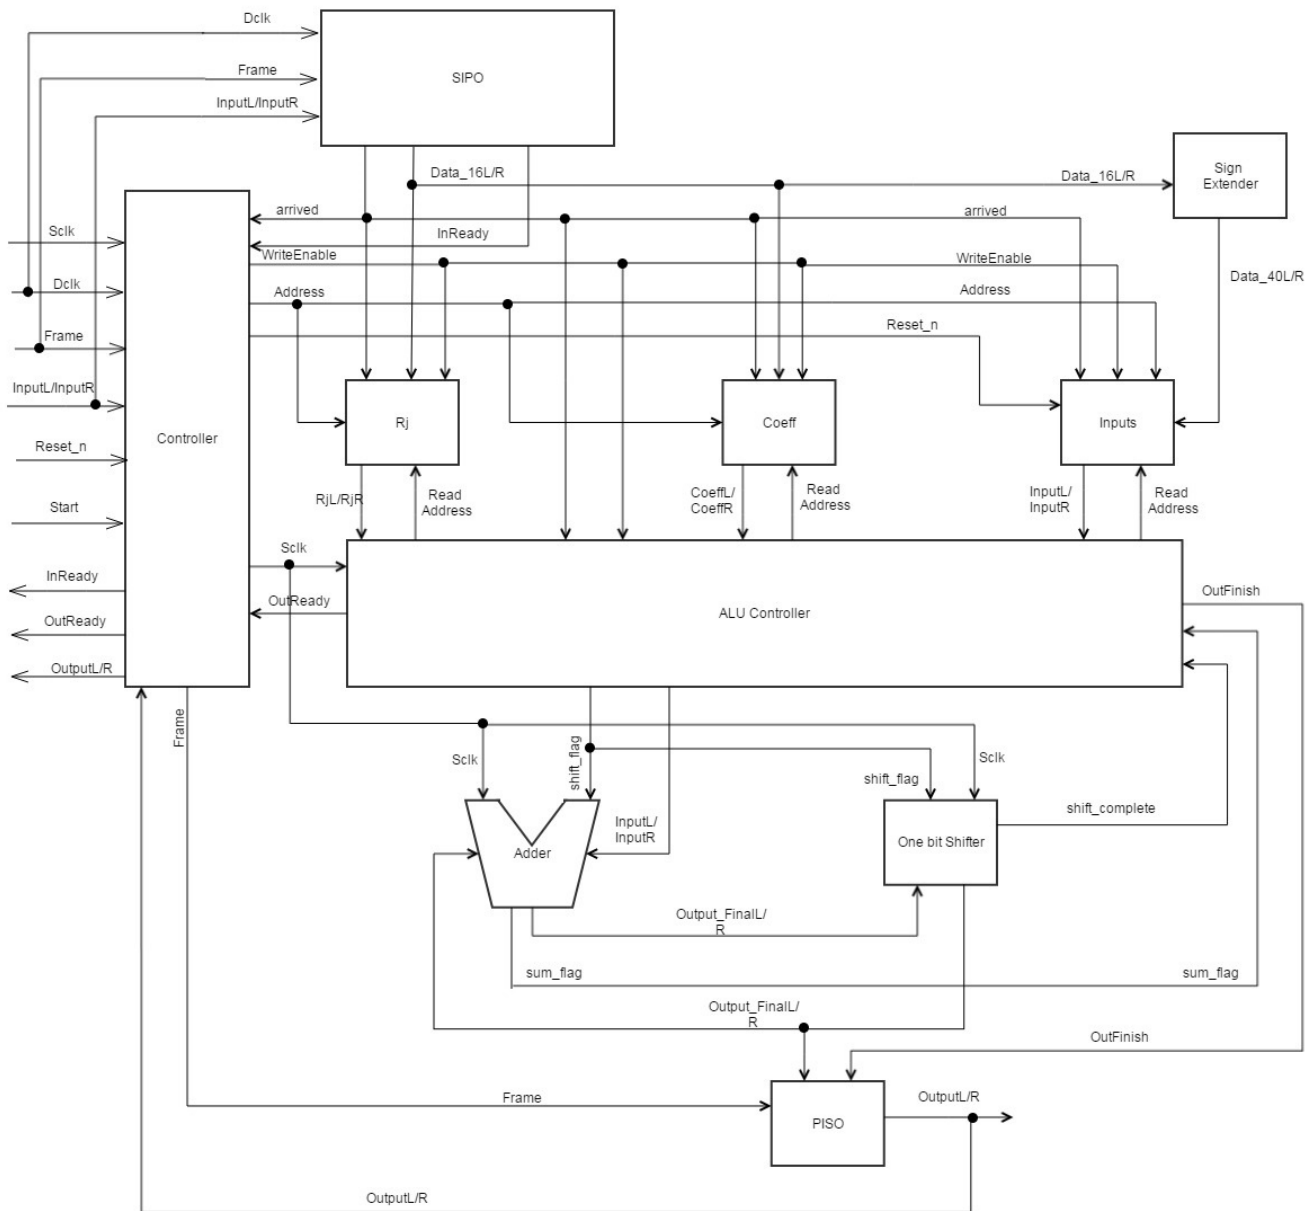 Dclk
Frame
SIPO
InputL/InputR
Data_16L/R
Data_16L/R
Sign
Extender
arrived
arrived
Sclk
InReady
WriteEnable
WriteEnable
Data_40L/R
Dclk
Address
Address
Reset_n
Frame
InputL/InputR
Rj
Coeff
Inputs
Controller
Reset_n
RjL/RjR
Read
Address
CoeffL/
CoeffR
Read
Address
InputL/
InputR
Read
Address
Start
Sclk
InReady
OutReady
OutFinish
ALU Controller
OutReady
OutputL/R
Frame
Sclk
shift_flag
Sclk
shift_flag
shift_complete
InputL/
InputR
Adder
One bit Shifter
Output_FinalL/
R
sum_flag
sum_flag
Output_FinalL/
R
OutFinish
Frame
OutputL/R
PISO
OutputL/R